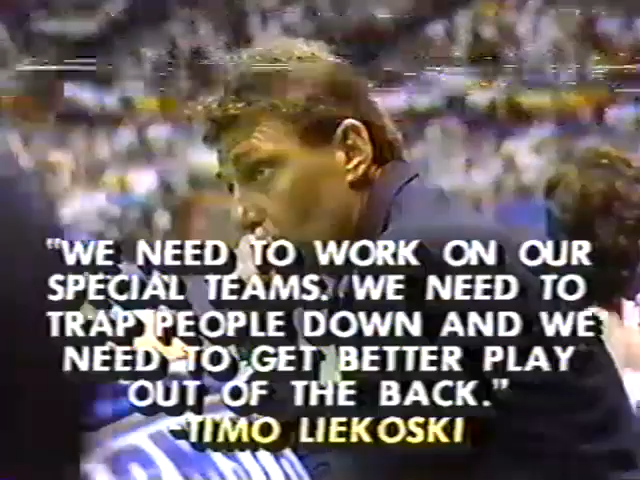 "WE NEED TO WORK ON OUR
SPECIAL TEAMS. WE NEED TO
TRAP PEOPLE DOWN AND WE
NEED TO GET BETTER PLAY
OUT OF THE BACK."
-TIMO LIEKOSKI